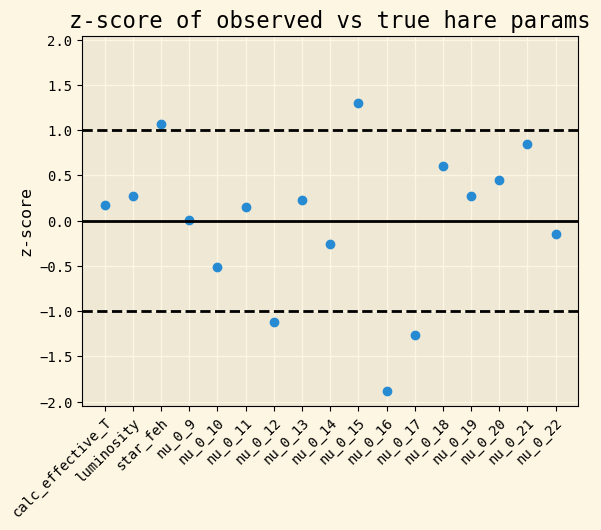 z-score of observed vs true hare params
z-score
2.0
1.5
1.0
0.5
0.0
−0.5
−1.0
−1.5
−2.0
calc_effective_T
luminosity
star_feh
nu_0_9
nu_0_10
nu_0_11
nu_0_12
nu_0_13
nu_0_14
nu_0_15
nu_0_16
nu_0_17
nu_0_18
nu_0_19
nu_0_20
nu_0_21
nu_0_22